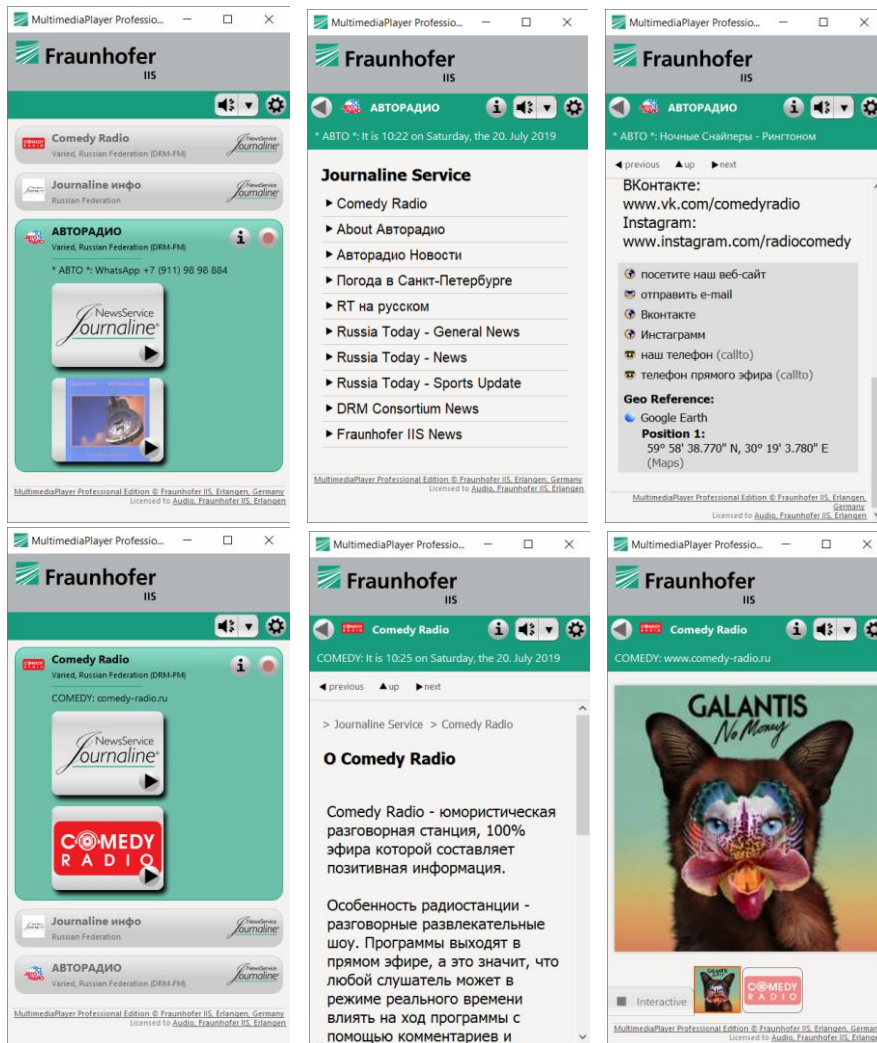 MultimediaPlayer Professio...
Fraunhofer
IIS
Comedy Radio
Varied, Russian Federation (DRM-FM)
NewsService
Journaline®
Journaline инфо
Russian Federation
NewsService
Journaline®
АВТОРАДИО
Varied, Russian Federation (DRM-FM)
* АВТО *: WhatsApp +7 (911) 98 98 884
NewsService
Journaline®
MultimediaPlayer Professional Edition © Fraunhofer IIS, Erlangen, Germany
Licensed to Audio, Fraunhofer IIS, Erlangen
MultimediaPlayer Professio...
Fraunhofer
IIS
АВТОРАДИО
* АВТО *: It is 10:22 on Saturday, the 20. July 2019
Journaline Service
Comedy Radio
About Авторадио
Авторадио Новости
Погода в Санкт-Петербурге
RT на русском
Russia Today - General News
Russia Today - News
Russia Today - Sports Update
DRM Consortium News
Fraunhofer IIS News
MultimediaPlayer Professional Edition © Fraunhofer IIS, Erlangen, Germany
Licensed to Audio, Fraunhofer IIS, Erlangen
MultimediaPlayer Professio...
Fraunhofer
IIS
АВТОРАДИО
* АВТО *: Ночные Снайперы - Рингтоном
previous up next
ВКонтакте:
www.vk.com/comedyradio
Instagram:
www.instagram.com/radiocomedy
посетите наш веб-сайт
отправить e-mail
Вконтакте
Инстаграмм
наш телефон (callto)
телефон прямого эфира (callto)
Geo Reference:
Google Earth
Position 1:
59° 58' 38.770" N, 30° 19' 3.780" E
(Maps)
MultimediaPlayer Professional Edition © Fraunhofer IIS, Erlangen,
Germany
Licensed to Audio, Fraunhofer IIS, Erlangen
MultimediaPlayer Professio...
Fraunhofer
IIS
Comedy Radio
Varied, Russian Federation (DRM-FM)
COMEDY: comedy-radio.ru
NewsService
Journaline®
COMEDY
RADIO
Journaline инфо
Russian Federation
NewsService
Journaline®
АВТОРАДИО
Varied, Russian Federation (DRM-FM)
NewsService
Journaline®
MultimediaPlayer Professional Edition © Fraunhofer IIS, Erlangen, Germany
Licensed to Audio, Fraunhofer IIS, Erlangen
MultimediaPlayer Professio...
Fraunhofer
IIS
Comedy Radio
COMEDY: It is 10:25 on Saturday, the 20. July 2019
previous up next
> Journaline Service > Comedy Radio
О Comedy Radio
Comedy Radio - юмористическая
разговорная станция, 100%
эфира которой составляет
позитивная информация.
Особенность радиостанции -
разговорные развлекательные
шоу. Программы выходят в
прямом эфире, а это значит, что
любой слушатель может в
режиме реального времени
влиять на ход программы с
помощью комментариев и
MultimediaPlayer Professio...
Fraunhofer
IIS
Comedy Radio
COMEDY: www.comedy-radio.ru
GALANTIS
No Money
Interactive
GALANTIS
COMEDY
RADIO
MultimediaPlayer Professional Edition © Fraunhofer IIS, Erlangen, German
Licensed to Audio, Fraunhofer IIS, Erlange